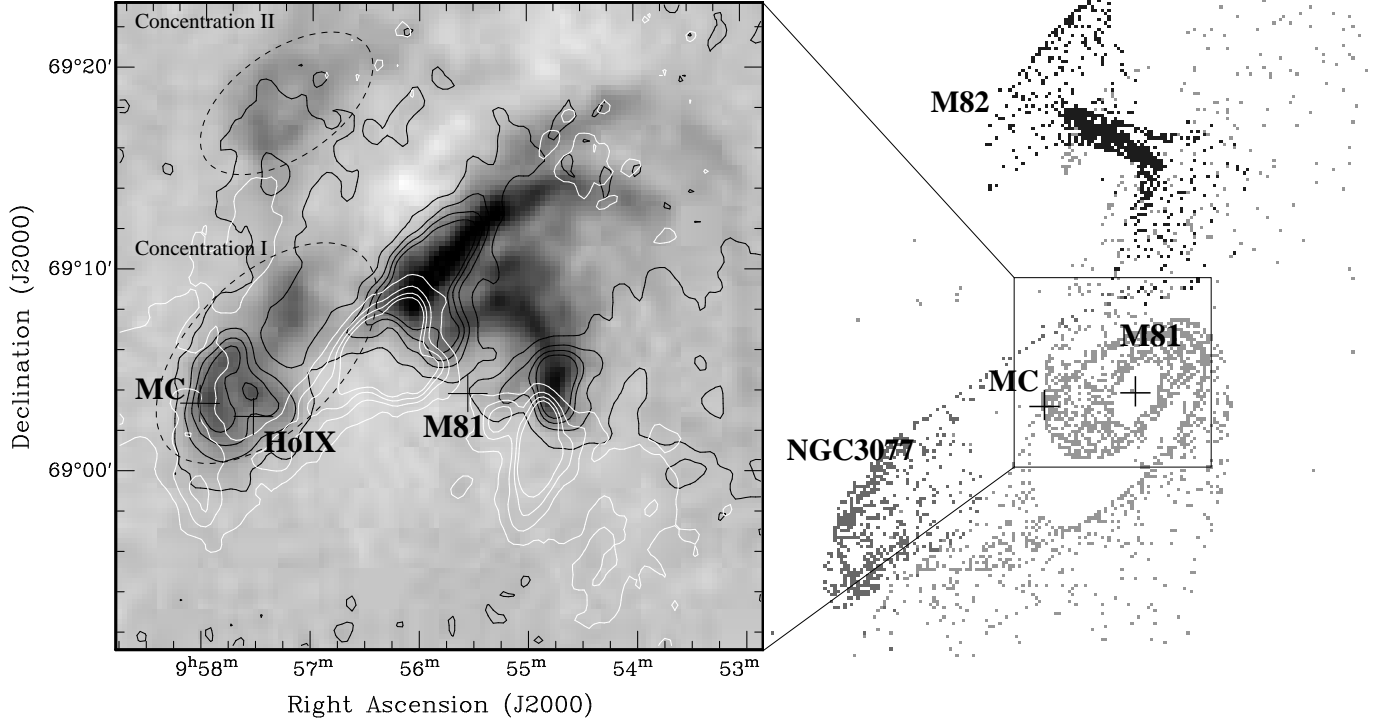 Concentration II
69°20′
Declination (J2000)
Concentration I
69°10′
MC
HoIX
M81
69°00′
9ʰ58ᵐ 57ᵐ 56ᵐ 55ᵐ 54ᵐ 53ᵐ
Right Ascension (J2000)
M82
M81
MC
NGC3077